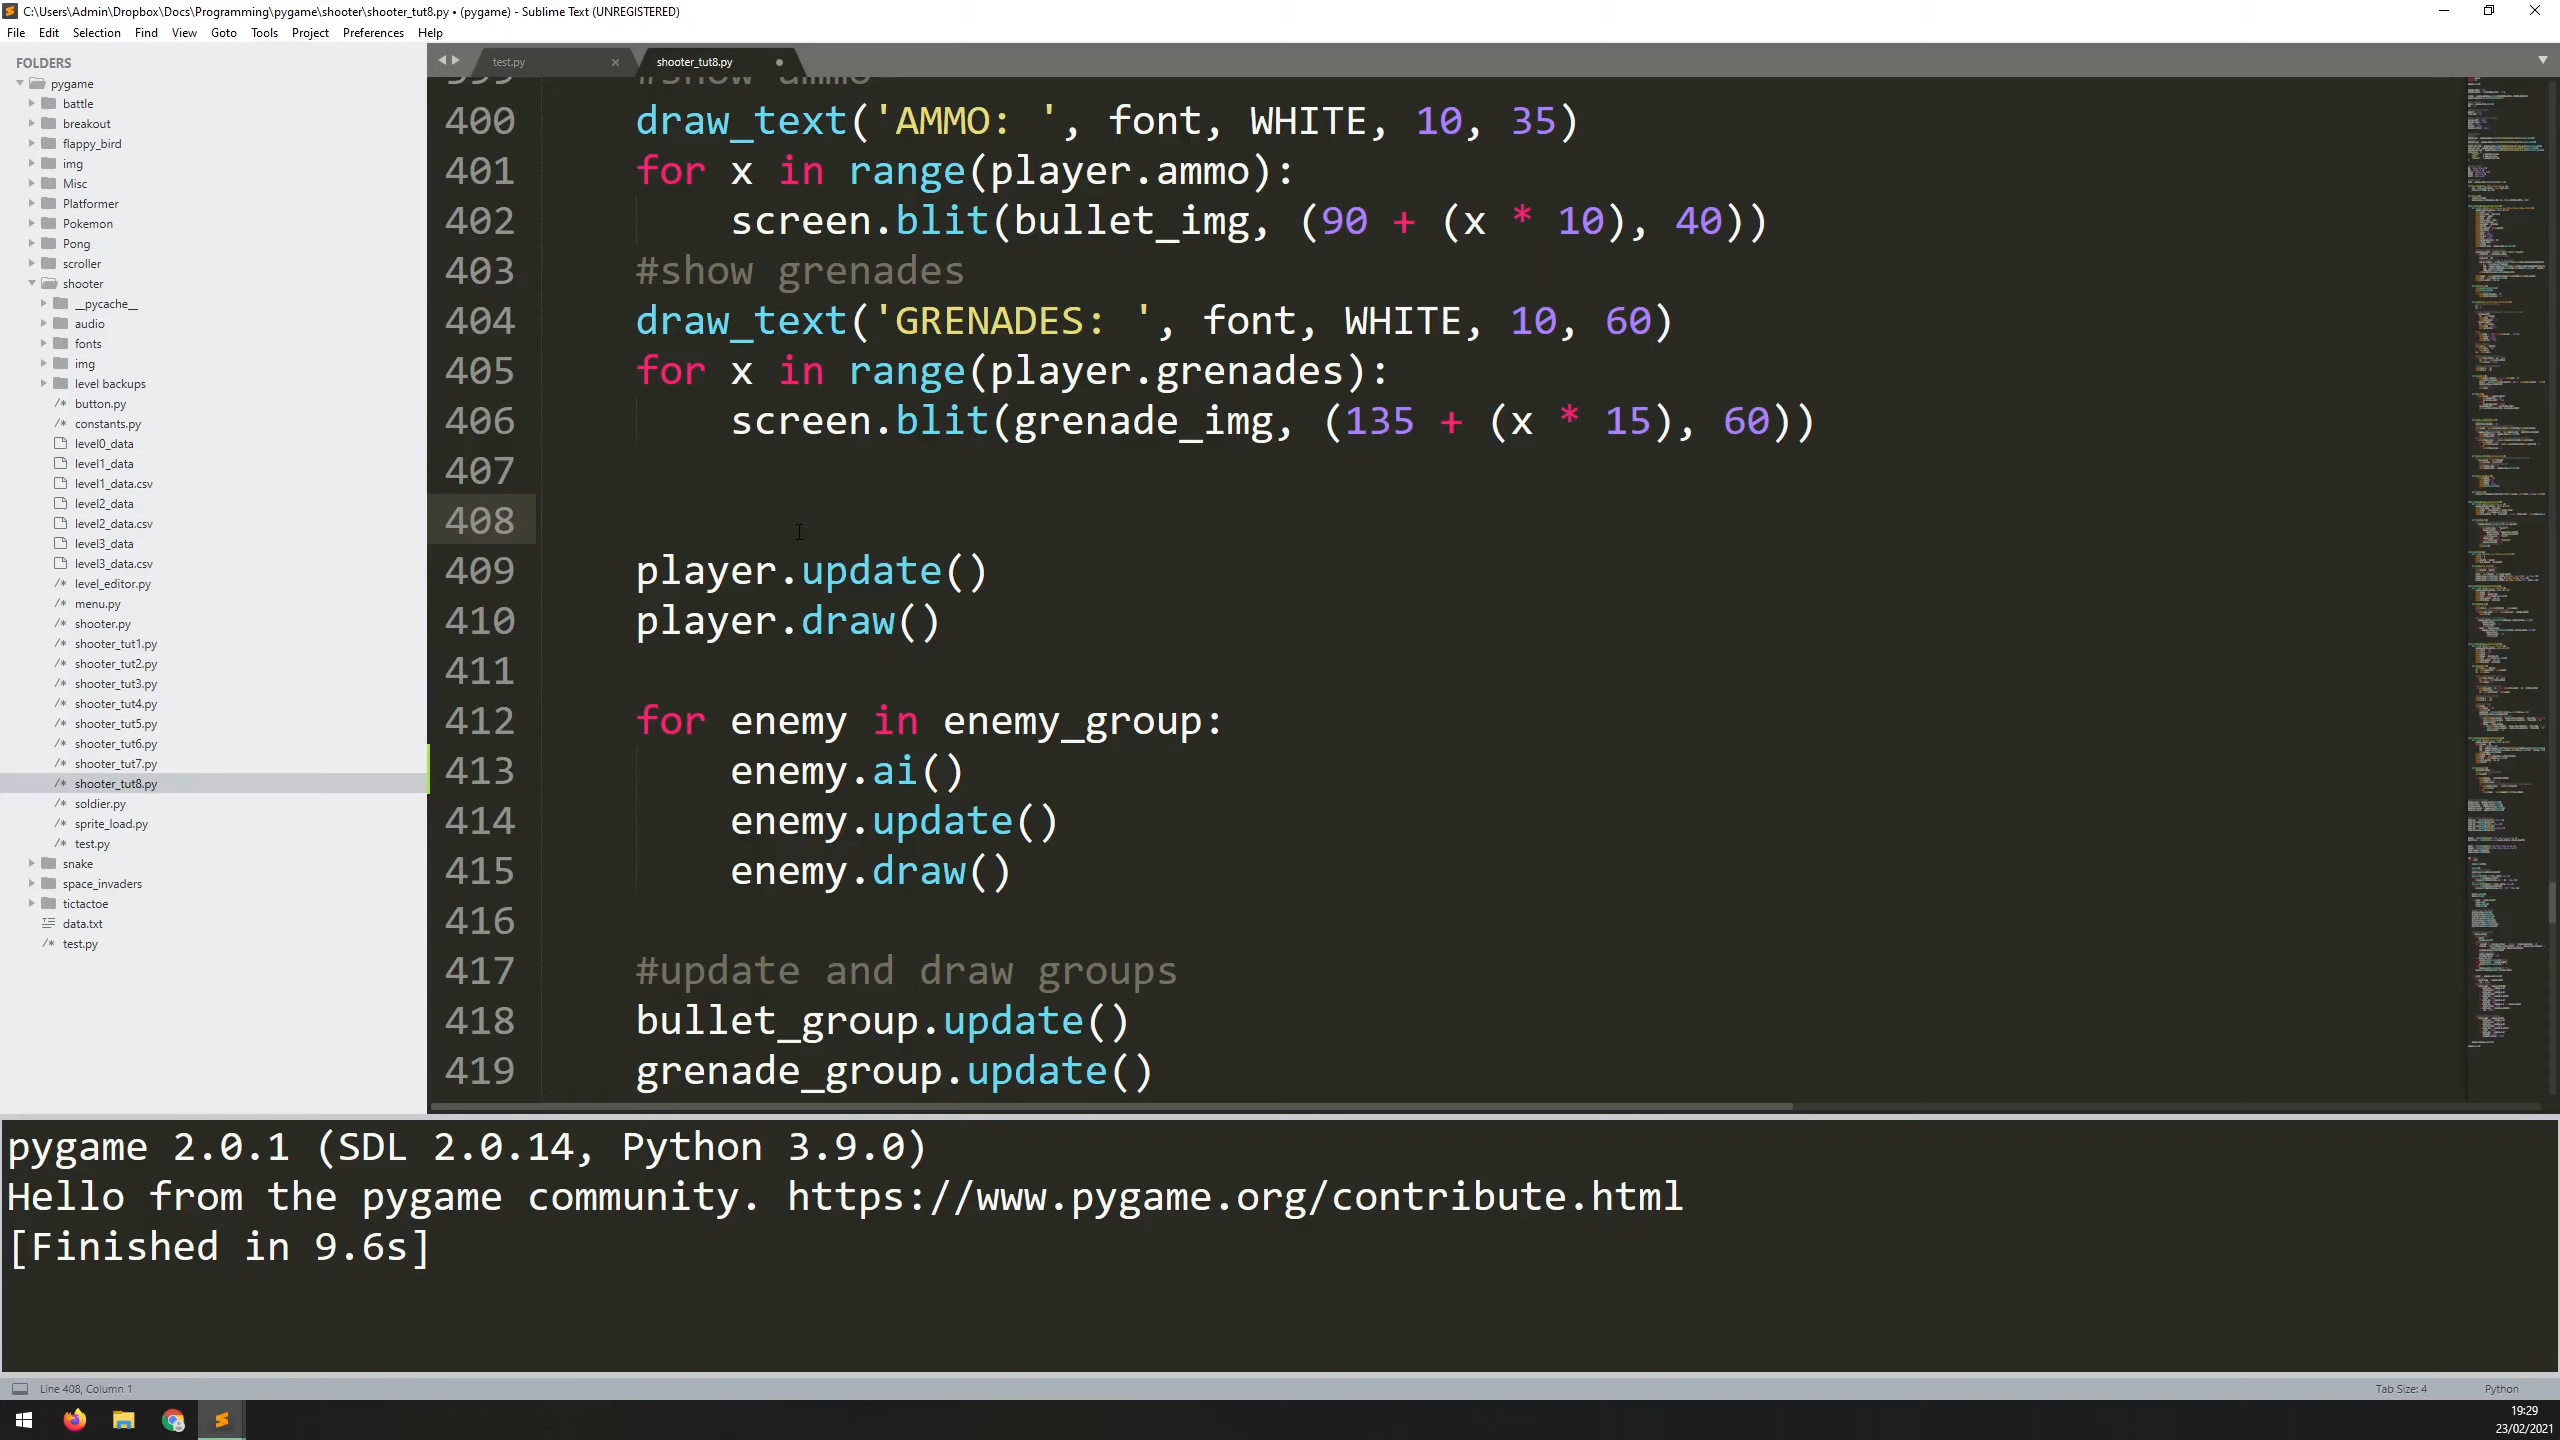 C:\Users\Admin\Dropbox\Docs\Programming\pygame\shooter\shooter_tut8.py • (pygame) - Sublime Text (UNREGISTERED)
File Edit Selection Find View Goto Tools Project Preferences Help
FOLDERS
pygame
battle
breakout
flappy_bird
img
Misc
Platformer
Pokemon
Pong
scroller
shooter
__pycache__
audio
fonts
img
level backups
button.py
constants.py
level0_data
level1_data
level1_data.csv
level2_data
level2_data.csv
level3_data
level3_data.csv
level_editor.py
menu.py
shooter.py
shooter_tut1.py
shooter_tut2.py
shooter_tut3.py
shooter_tut4.py
shooter_tut5.py
shooter_tut6.py
shooter_tut7.py
shooter_tut8.py
soldier.py
sprite_load.py
test.py
snake
space_invaders
tictactoe
data.txt
test.py
test.py shooter_tut8.py
399 #show ammo
400 draw_text('AMMO: ', font, WHITE, 10, 35)
401 for x in range(player.ammo):
402 screen.blit(bullet_img, (90 + (x * 10), 40))
403 #show grenades
404 draw_text('GRENADES: ', font, WHITE, 10, 60)
405 for x in range(player.grenades):
406 screen.blit(grenade_img, (135 + (x * 15), 60))
407
408
409 player.update()
410 player.draw()
411
412 for enemy in enemy_group:
413 enemy.ai()
414 enemy.update()
415 enemy.draw()
416
417 #update and draw groups
418 bullet_group.update()
419 grenade_group.update()
pygame 2.0.1 (SDL 2.0.14, Python 3.9.0)
Hello from the pygame community. https://www.pygame.org/contribute.html
[Finished in 9.6s]
Line 408, Column 1
Tab Size: 4 Python
19:29
23/02/2021